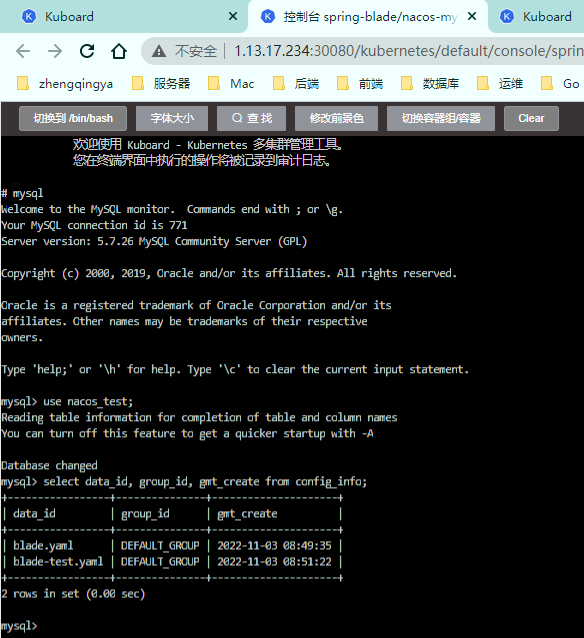 Kuboard
控制台 spring-blade/nacos-my
Kuboard
不安全 | 1.13.17.234:30080/kubernetes/default/console/sprin
zhengqingya 服务器 Mac 后端 前端 数据库 运维 Go
切换到 /bin/bash 字体大小 查 找 修改前景色 切换容器组/容器 Clear
欢迎使用 Kuboard - Kubernetes 多集群管理工具。
您在终端界面中执行的操作将被记录到审计日志。
# mysql
Welcome to the MySQL monitor.  Commands end with ; or \g.
Your MySQL connection id is 771
Server version: 5.7.26 MySQL Community Server (GPL)
Copyright (c) 2000, 2019, Oracle and/or its affiliates. All rights reserved.
Oracle is a registered trademark of Oracle Corporation and/or its
affiliates. Other names may be trademarks of their respective
owners.
Type 'help;' or '\h' for help. Type '\c' to clear the current input statement.
mysql> use nacos_test;
Reading table information for completion of table and column names
You can turn off this feature to get a quicker startup with -A
Database changed
mysql> select data_id, group_id, gmt_create from config_info;
+-----------------+---------------+---------------------+
| data_id         | group_id      | gmt_create          |
+-----------------+---------------+---------------------+
| blade.yaml      | DEFAULT_GROUP | 2022-11-03 08:49:35 |
| blade-test.yaml | DEFAULT_GROUP | 2022-11-03 08:51:22 |
+-----------------+---------------+---------------------+
2 rows in set (0.00 sec)
mysql>